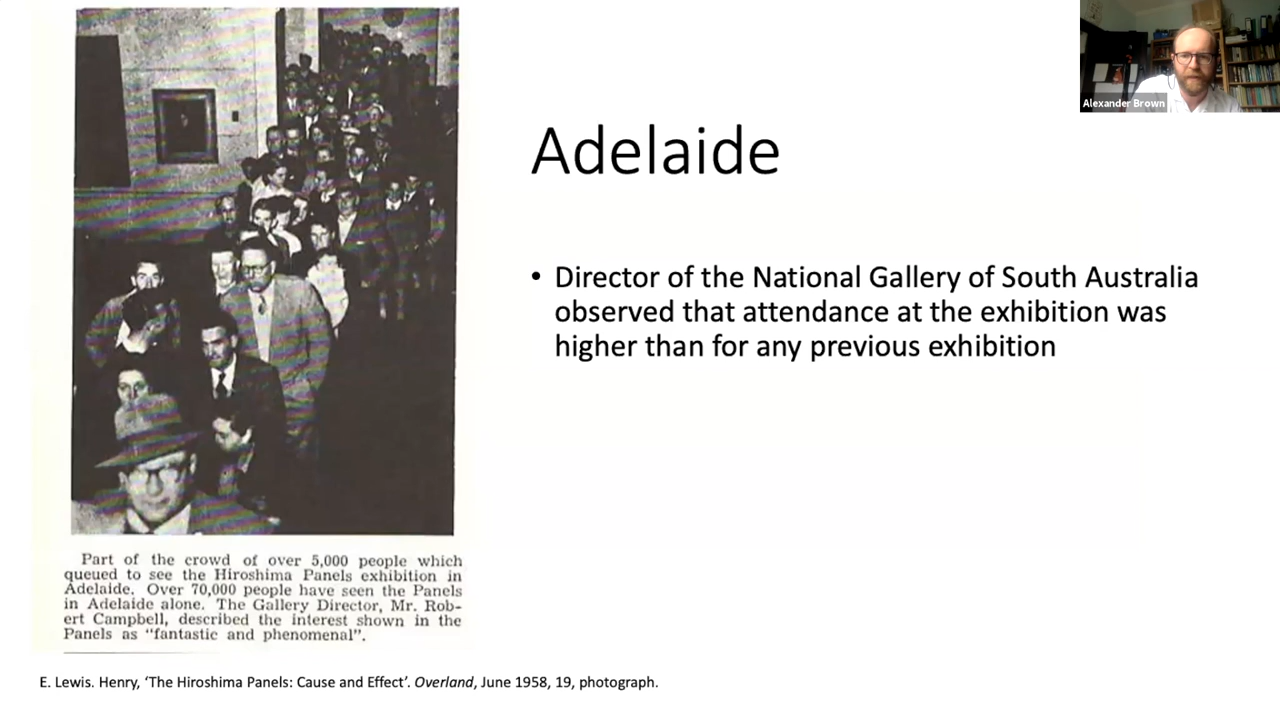 Alexander Brown
Adelaide
• Director of the National Gallery of South Australia
observed that attendance at the exhibition was
higher than for any previous exhibition
Part of the crowd of over 5,000 people which
queued to see the Hiroshima Panels exhibition in
Adelaide. Over 70,000 people have seen the Panels
in Adelaide alone. The Gallery Director, Mr. Rob-
ert Campbell, described the interest shown in the
Panels as "fantastic and phenomenal".
E. Lewis. Henry, ‘The Hiroshima Panels: Cause and Effect’. Overland, June 1958, 19, photograph.